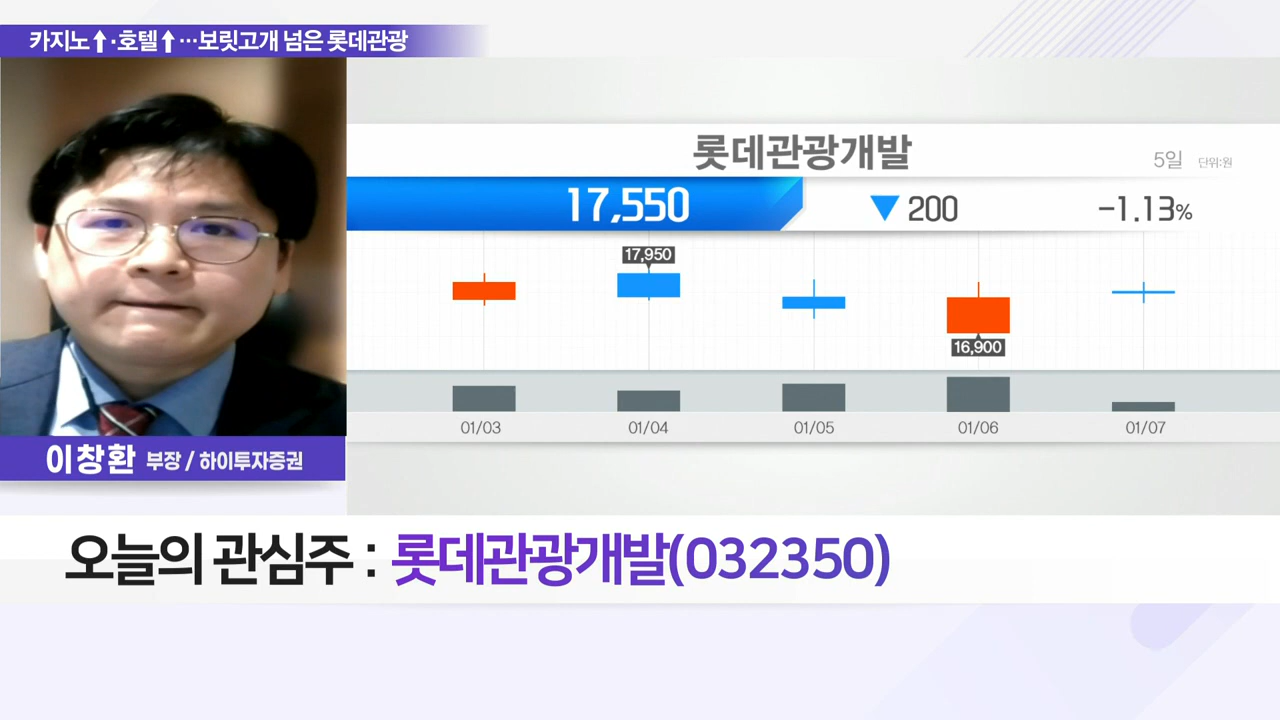 카지노⬆·호텔⬆…보릿고개 넘은 롯데관광
롯데관광개발
5일 단위:원
17,550 ▼200 -1.13%
17,950
16,900
01/03 01/04 01/05 01/06 01/07
이창환 부장 / 하이투자증권
오늘의 관심주 : 롯데관광개발(032350)